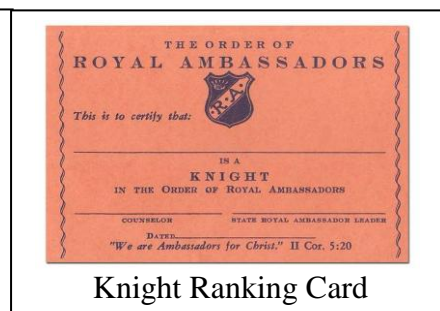 THE ORDER OF
ROYAL AMBASSADORS
R.A.
This is to certify that:
IS A
KNIGHT
IN THE ORDER OF ROYAL AMBASSADORS
COUNSELOR STATE ROYAL AMBASSADOR LEADER
DATED
"We are Ambassadors for Christ." II Cor. 5:20
Knight Ranking Card